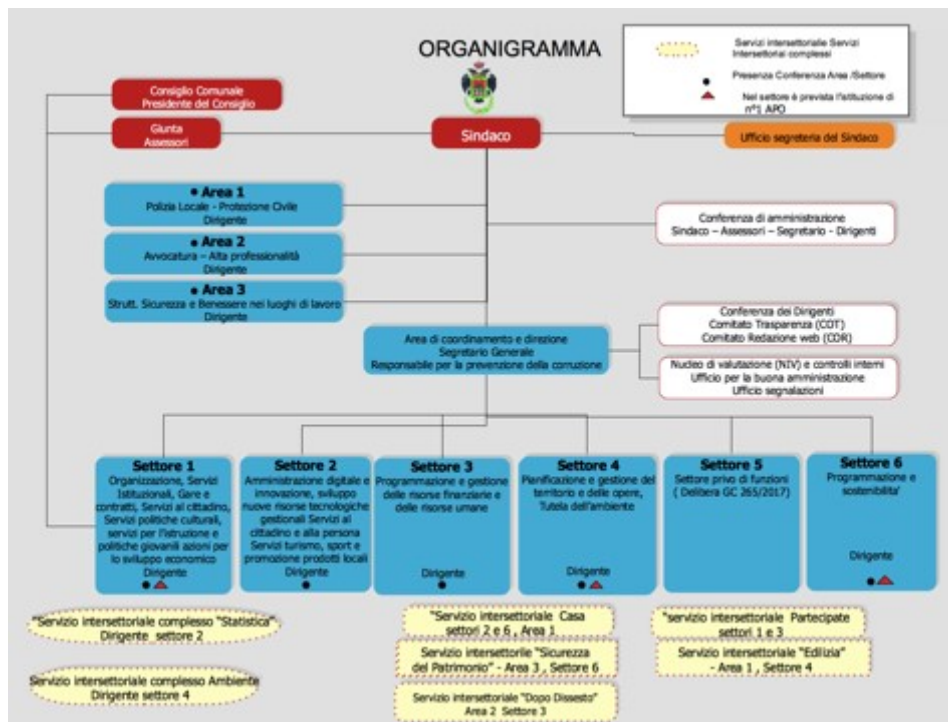 ORGANIGRAMMA
Servizi intersettorialie Servizi
Intersettoriai complessi
Presenza Conferenza Area /Settore
Nel settore è prevista l'istituzione di
n°1 APO
Consiglio Comunale
Presidente del Consiglio
Giunta
Assessori
Sindaco
Ufficio segreteria del Sindaco
• Area 1
Polizia Locale - Protezione Civile
Dirigente
• Area 2
Avvocatura – Alta professionalità
Dirigente
• Area 3
Strutt. Sicurezza e Benessere nei luoghi di lavoro
Dirigente
Conferenza di amministrazione
Sindaco – Assessori – Segretario - Dirigenti
Area di coordinamento e direzione
Segretario Generale
Responsabile per la prevenzione della corruzione
Conferenza dei Dirigenti
Comitato Trasparenza (COT)
Comitato Redazione web (COR)
Nucleo di valutazione (NIV) e controlli interni
Ufficio per la buona amministrazione
Ufficio segnalazioni
Settore 1
Organizzazione, Servizi
Istituzionali, Gare e
contratti, Servizi al cittadino,
Servizi politiche culturali,
servizi per l'istruzione e
politiche giovanili azioni per
lo sviluppo economico
Dirigente
Settore 2
Amministrazione digitale e
innovazione, sviluppo
nuove risorse tecnologiche
gestionali Servizi al
cittadino e alla persona
Servizi turismo, sport e
promozione prodotti locali
Dirigente
Settore 3
Programmazione e gestione
delle risorse finanziarie e
delle risorse umane
Dirigente
Settore 4
Pianificazione e gestione del
territorio e delle opere,
Tutela dell'ambiente
Dirigente
Settore 5
Settore privo di funzioni
( Delibera GC 265/2017)
Settore 6
Programmazione e
sostenibilita'
Dirigente
"Servizio intersettoriale complesso "Statistica"
Dirigente settore 2
Servizio intersettoriale complesso Ambiente
Dirigente settore 4
"Servizio intersettoriale Casa
settori 2 e 6 , Area 1
Servizio intersettorile "Sicurezza
del Patrimonio" - Area 3 , Settore 6
Servizio intersettoriale "Dopo Dissesto"
Area 2 Settore 3
"servizio intersettoriale Partecipate
settori 1 e 3
Servizio intersettoriale "Edilizia"
- Area 1 , Settore 4